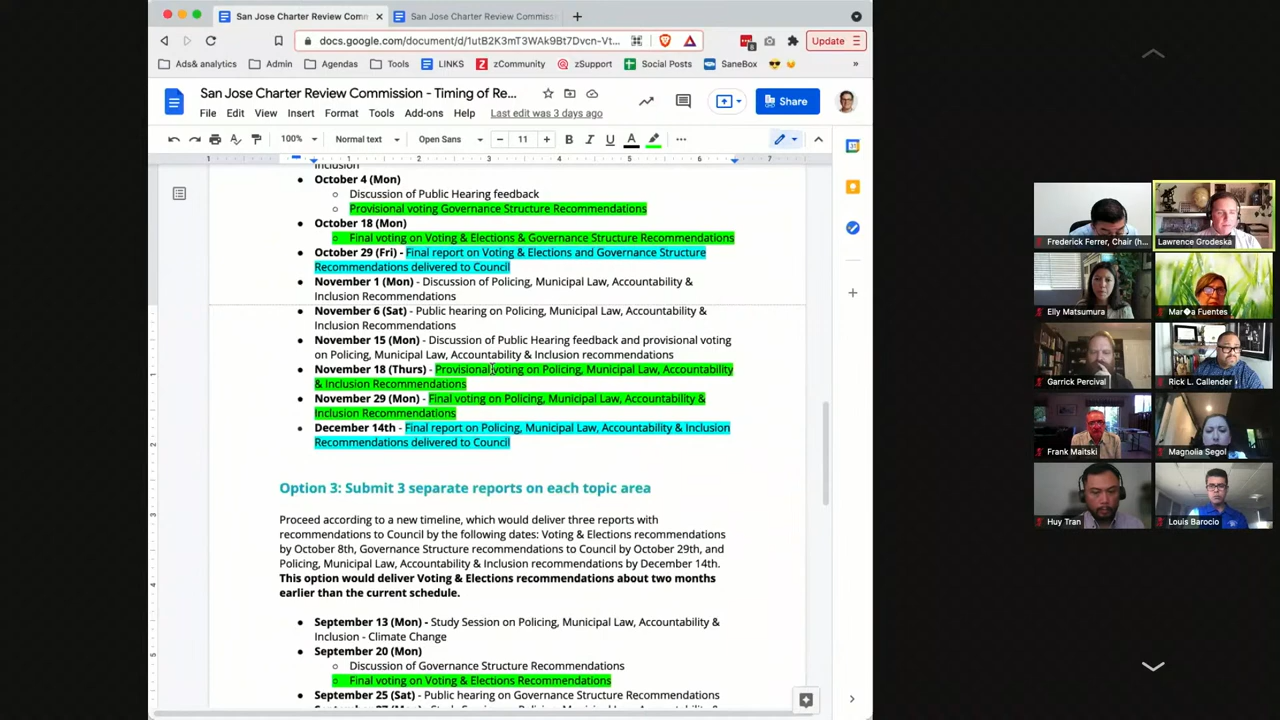 San Jose Charter Review Comm
San Jose Charter Review Commiss
docs.google.com/document/d/1utB2K3mT3WAk9Bt7Dvcn-Vt...
Update
Ads& analytics
Admin
Agendas
Tools
LINKS
zCommunity
zSupport
Social Posts
SaneBox
San Jose Charter Review Commission - Timing of Re...
File Edit View Insert Format Tools Add-ons Help Last edit was 3 days ago
Share
100% Normal text Open Sans 11
Inclusion
October 4 (Mon)
Discussion of Public Hearing feedback
Provisional voting Governance Structure Recommendations
October 18 (Mon)
Final voting on Voting & Elections & Governance Structure Recommendations
October 29 (Fri) - Final report on Voting & Elections and Governance Structure
Recommendations delivered to Council
November 1 (Mon) - Discussion of Policing, Municipal Law, Accountability &
Inclusion Recommendations
November 6 (Sat) - Public hearing on Policing, Municipal Law, Accountability &
Inclusion Recommendations
November 15 (Mon) - Discussion of Public Hearing feedback and provisional voting
on Policing, Municipal Law, Accountability & Inclusion recommendations
November 18 (Thurs) - Provisional voting on Policing, Municipal Law, Accountability
& Inclusion Recommendations
November 29 (Mon) - Final voting on Policing, Municipal Law, Accountability &
Inclusion Recommendations
December 14th - Final report on Policing, Municipal Law, Accountability & Inclusion
Recommendations delivered to Council
Option 3: Submit 3 separate reports on each topic area
Proceed according to a new timeline, which would deliver three reports with
recommendations to Council by the following dates: Voting & Elections recommendations
by October 8th, Governance Structure recommendations to Council by October 29th, and
Policing, Municipal Law, Accountability & Inclusion recommendations by December 14th.
This option would deliver Voting & Elections recommendations about two months
earlier than the current schedule.
September 13 (Mon) - Study Session on Policing, Municipal Law, Accountability &
Inclusion - Climate Change
September 20 (Mon)
Discussion of Governance Structure Recommendations
Final voting on Voting & Elections Recommendations
September 25 (Sat) - Public hearing on Governance Structure Recommendations
Frederick Ferrer, Chair (h...
Lawrence Grodeska
Elly Matsumura
Mar�a Fuentes
Garrick Percival
Rick L. Callender
Frank Maitski
Magnolia Segol
Huy Tran
Louis Barocio